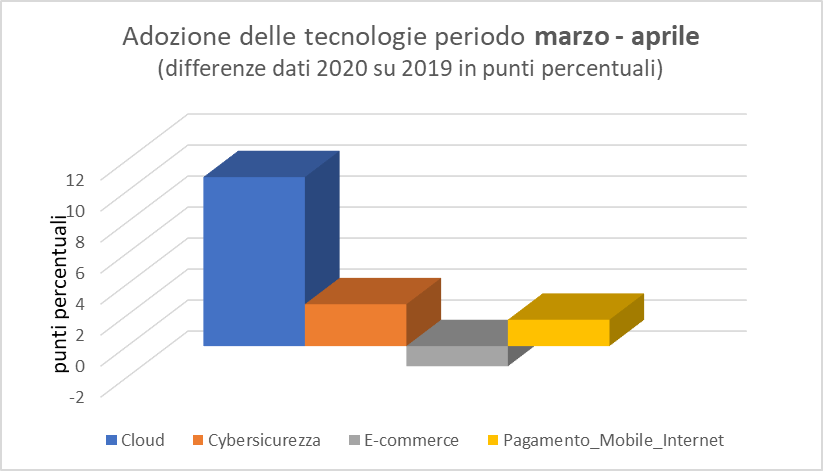 Adozione delle tecnologie periodo marzo - aprile
(differenze dati 2020 su 2019 in punti percentuali)
punti percentuali
12
10
8
6
4
2
0
-2
Cloud
Cybersicurezza
E-commerce
Pagamento_Mobile_Internet